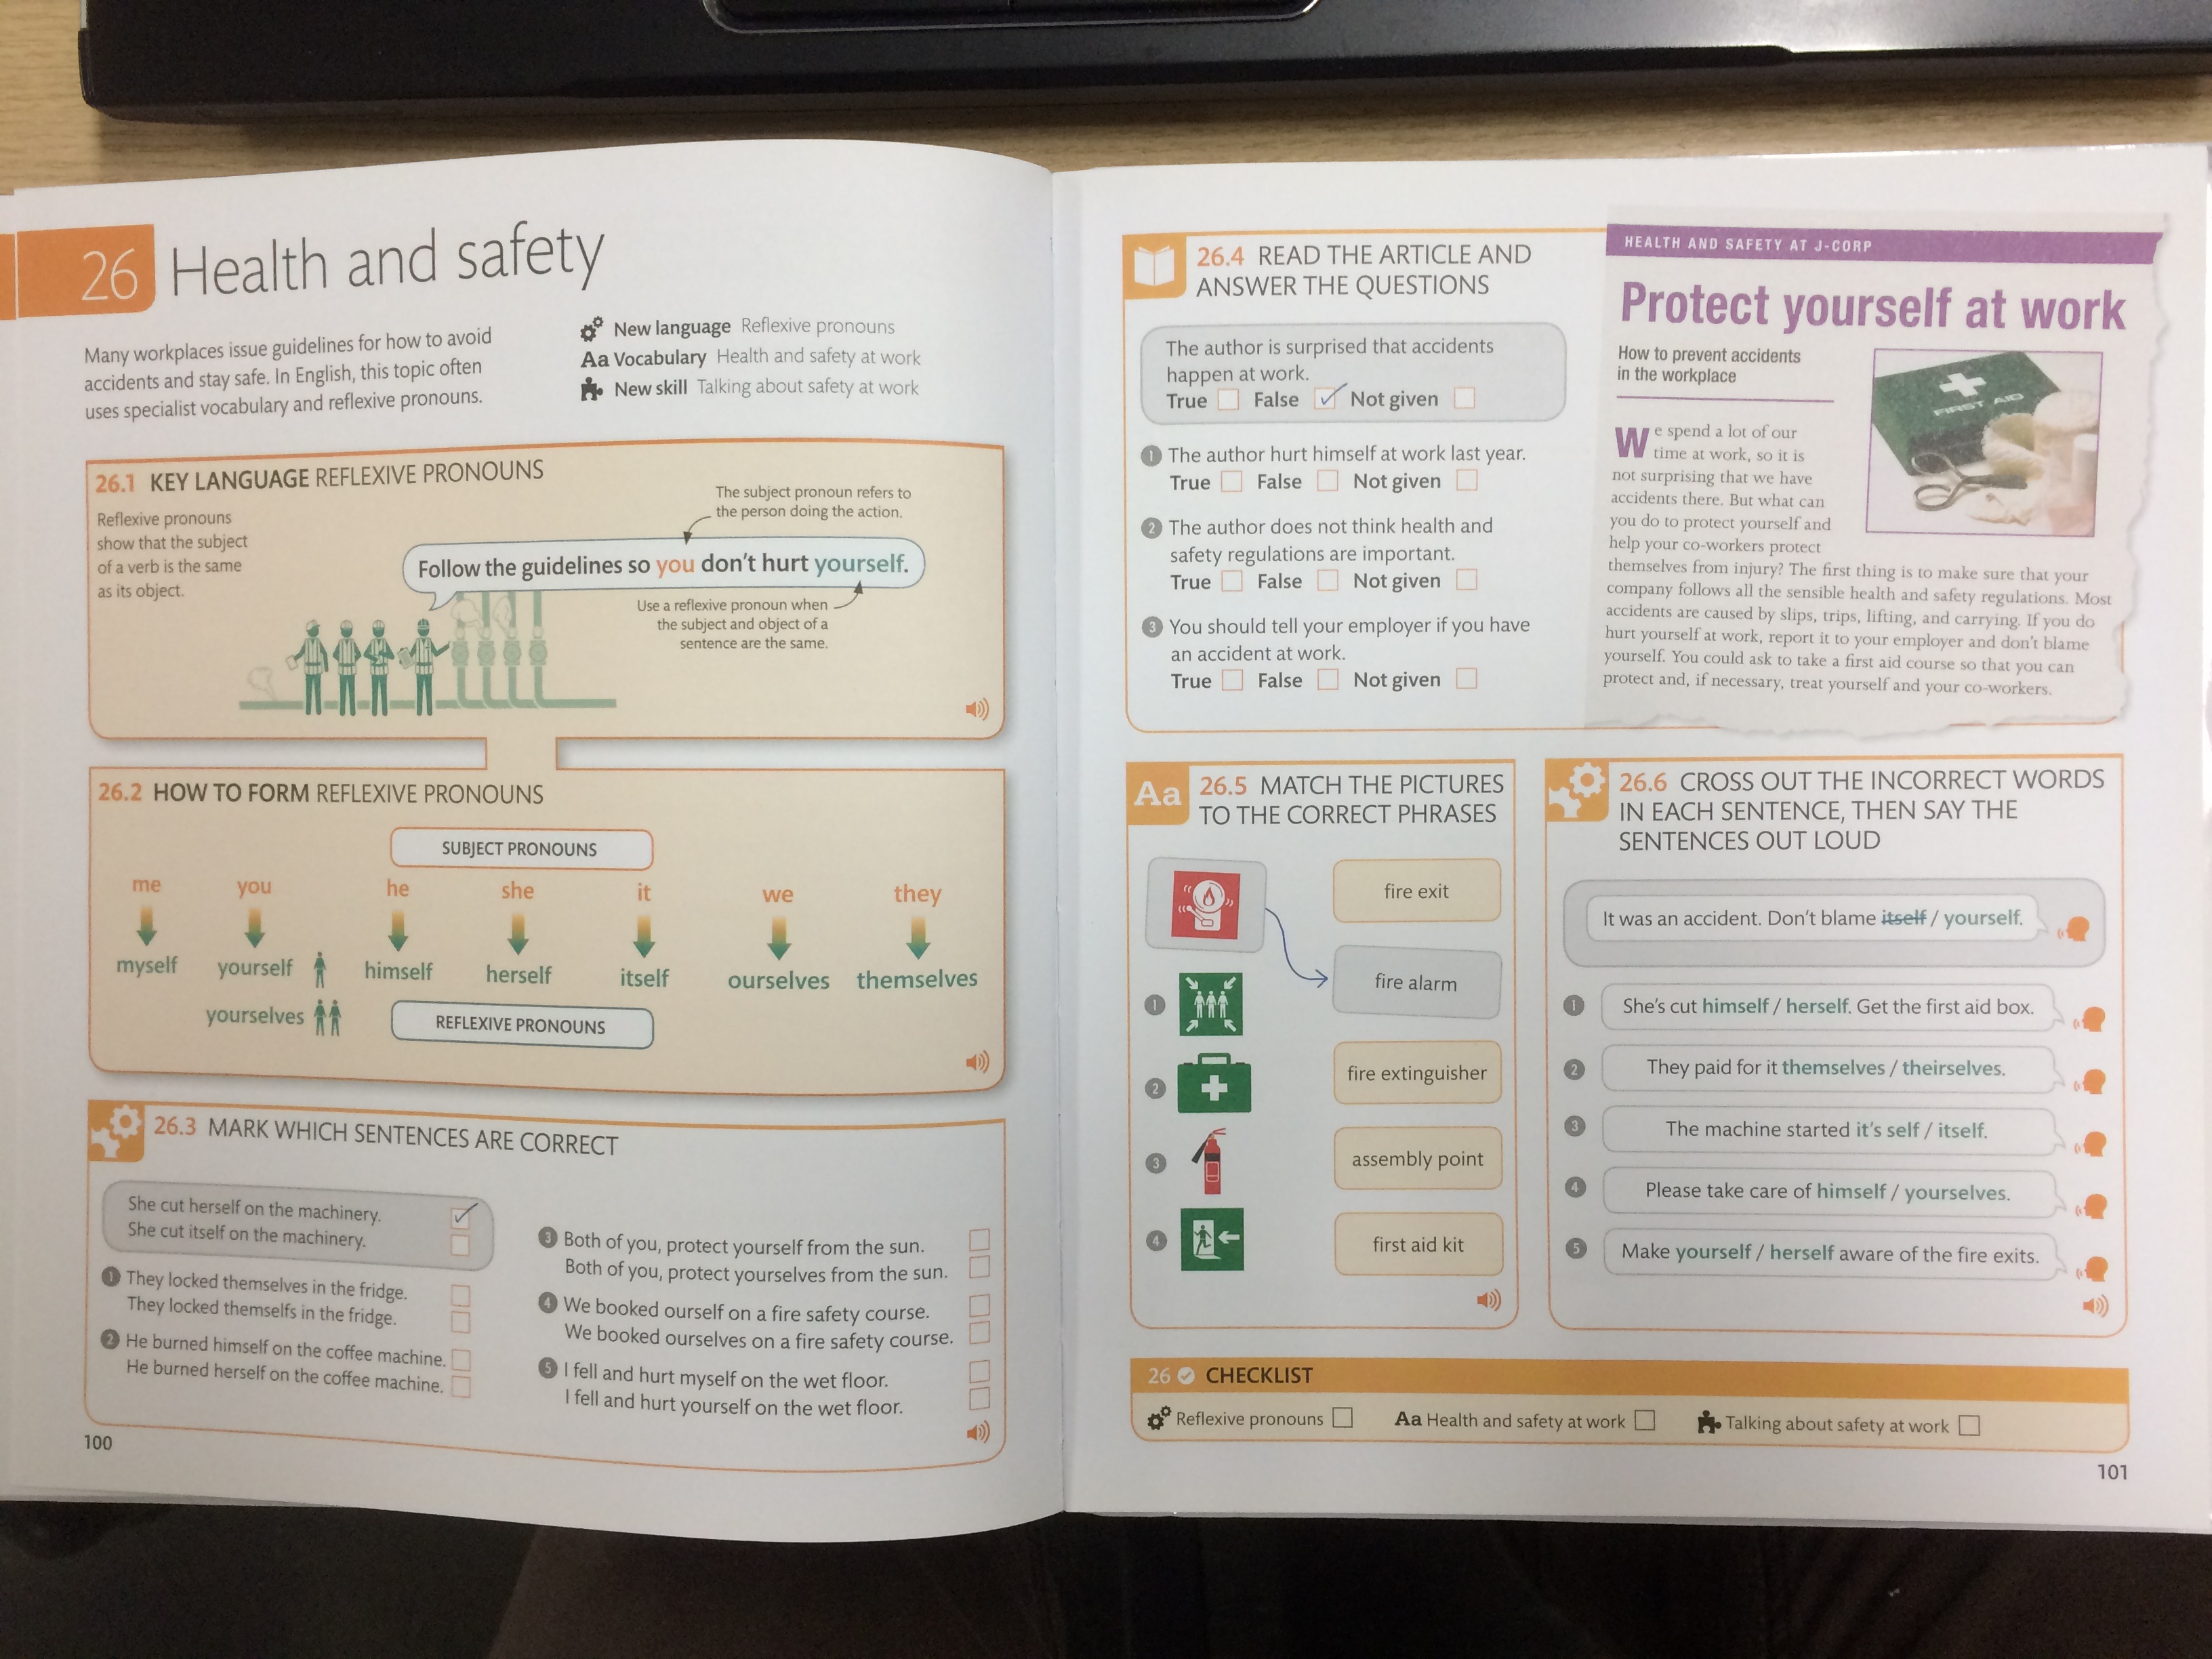 26 Health and safety
Many workplaces issue guidelines for how to avoid
accidents and stay safe. In English, this topic often
uses specialist vocabulary and reflexive pronouns.
New language Reflexive pronouns
Aa Vocabulary Health and safety at work
New skill Talking about safety at work
26.1 KEY LANGUAGE REFLEXIVE PRONOUNS
Reflexive pronouns
show that the subject
of a verb is the same
as its object.
The subject pronoun refers to
the person doing the action.
Follow the guidelines so you don't hurt yourself.
Use a reflexive pronoun when
the subject and object of a
sentence are the same.
26.2 HOW TO FORM REFLEXIVE PRONOUNS
SUBJECT PRONOUNS
me you he she it we they
myself yourself himself herself itself ourselves themselves
yourselves
REFLEXIVE PRONOUNS
26.3 MARK WHICH SENTENCES ARE CORRECT
She cut herself on the machinery.
She cut itself on the machinery.
1 They locked themselves in the fridge.
They locked themselfs in the fridge.
2 He burned himself on the coffee machine.
He burned herself on the coffee machine.
3 Both of you, protect yourself from the sun.
Both of you, protect yourselves from the sun.
4 We booked ourself on a fire safety course.
We booked ourselves on a fire safety course.
5 I fell and hurt myself on the wet floor.
I fell and hurt yourself on the wet floor.
100
26.4 READ THE ARTICLE AND
ANSWER THE QUESTIONS
The author is surprised that accidents
happen at work.
True False Not given
1 The author hurt himself at work last year.
True False Not given
2 The author does not think health and
safety regulations are important.
True False Not given
3 You should tell your employer if you have
an accident at work.
True False Not given
HEALTH AND SAFETY AT J-CORP
Protect yourself at work
How to prevent accidents
in the workplace
We spend a lot of our
time at work, so it is
not surprising that we have
accidents there. But what can
you do to protect yourself and
help your co-workers protect
themselves from injury? The first thing is to make sure that your
company follows all the sensible health and safety regulations. Most
accidents are caused by slips, trips, lifting, and carrying. If you do
hurt yourself at work, report it to your employer and don't blame
yourself. You could ask to take a first aid course so that you can
protect and, if necessary, treat yourself and your co-workers.
FIRST AID
Aa 26.5 MATCH THE PICTURES
TO THE CORRECT PHRASES
fire exit
fire alarm
1
fire extinguisher
2
assembly point
3
first aid kit
4
26.6 CROSS OUT THE INCORRECT WORDS
IN EACH SENTENCE, THEN SAY THE
SENTENCES OUT LOUD
It was an accident. Don't blame itself / yourself.
1 She's cut himself / herself. Get the first aid box.
2 They paid for it themselves / theirselves.
3 The machine started it's self / itself.
4 Please take care of himself / yourselves.
5 Make yourself / herself aware of the fire exits.
26 CHECKLIST
Reflexive pronouns Aa Health and safety at work Talking about safety at work
101